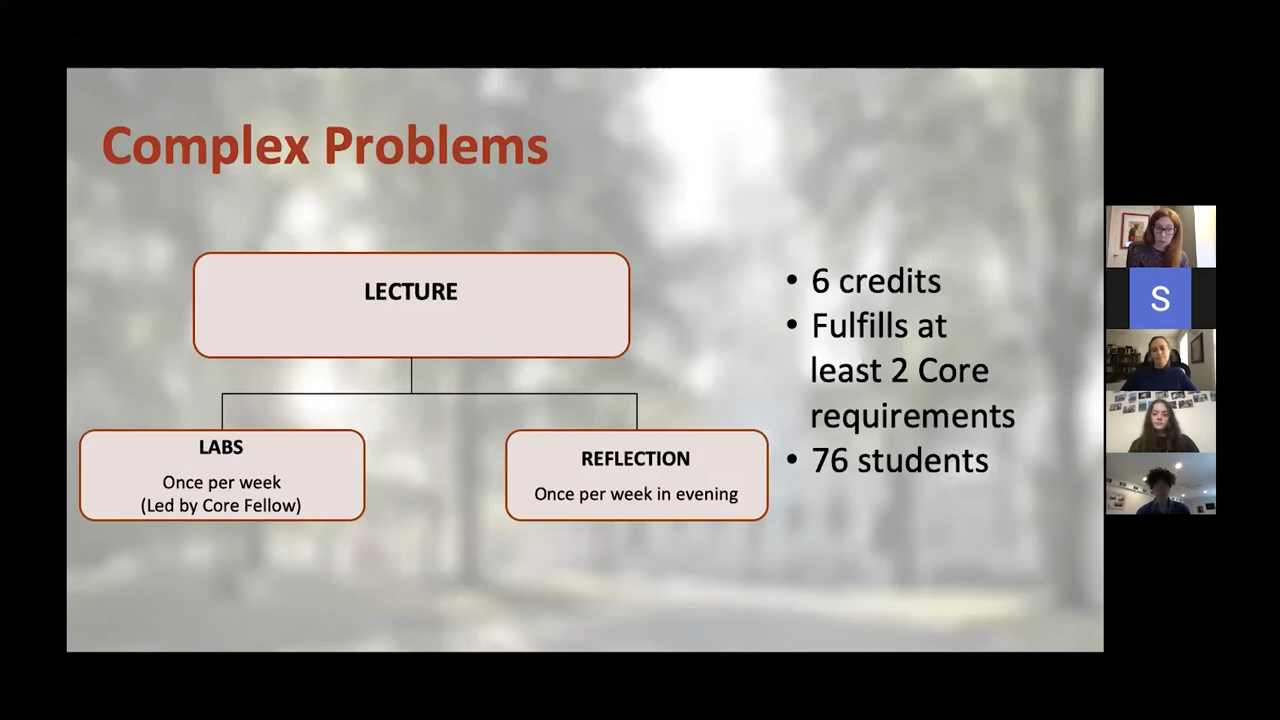 Complex Problems
LECTURE
LABS
Once per week
(Led by Core Fellow)
REFLECTION
Once per week in evening
• 6 credits
• Fulfills at
least 2 Core
requirements
• 76 students
S